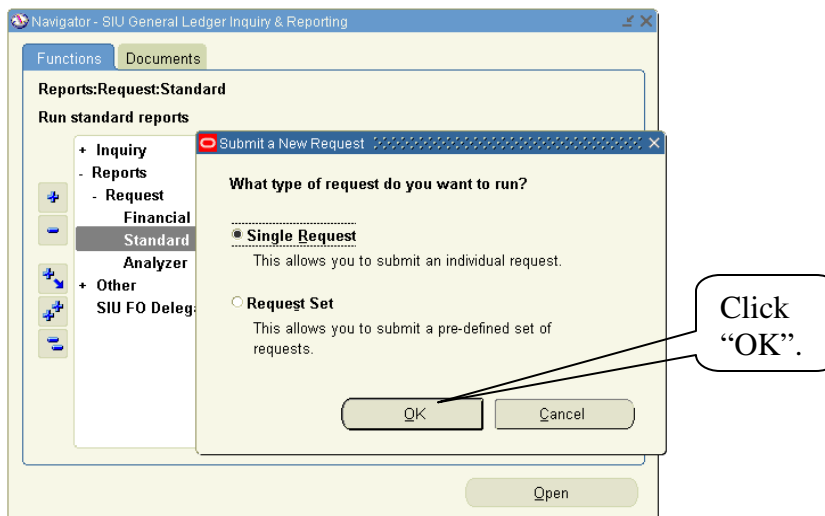 Navigator - SIU General Ledger Inquiry & Reporting
Functions
Documents
Reports:Request:Standard
Run standard reports
+ Inquiry
- Reports
- Request
Financial
Standard
Analyzer
+ Other
SIU FO Deleg
Submit a New Request
What type of request do you want to run?
Single Request
This allows you to submit an individual request.
Request Set
This allows you to submit a pre-defined set of
requests.
OK
Cancel
Open
Click
“OK”.